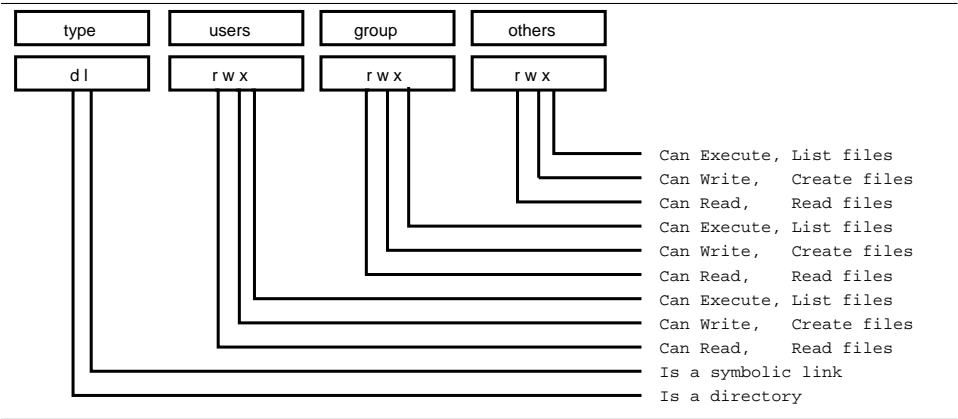 type users group others
d l r w x r w x r w x
Can Execute, List files
Can Write, Create files
Can Read, Read files
Can Execute, List files
Can Write, Create files
Can Read, Read files
Can Execute, List files
Can Write, Create files
Can Read, Read files
Is a symbolic link
Is a directory